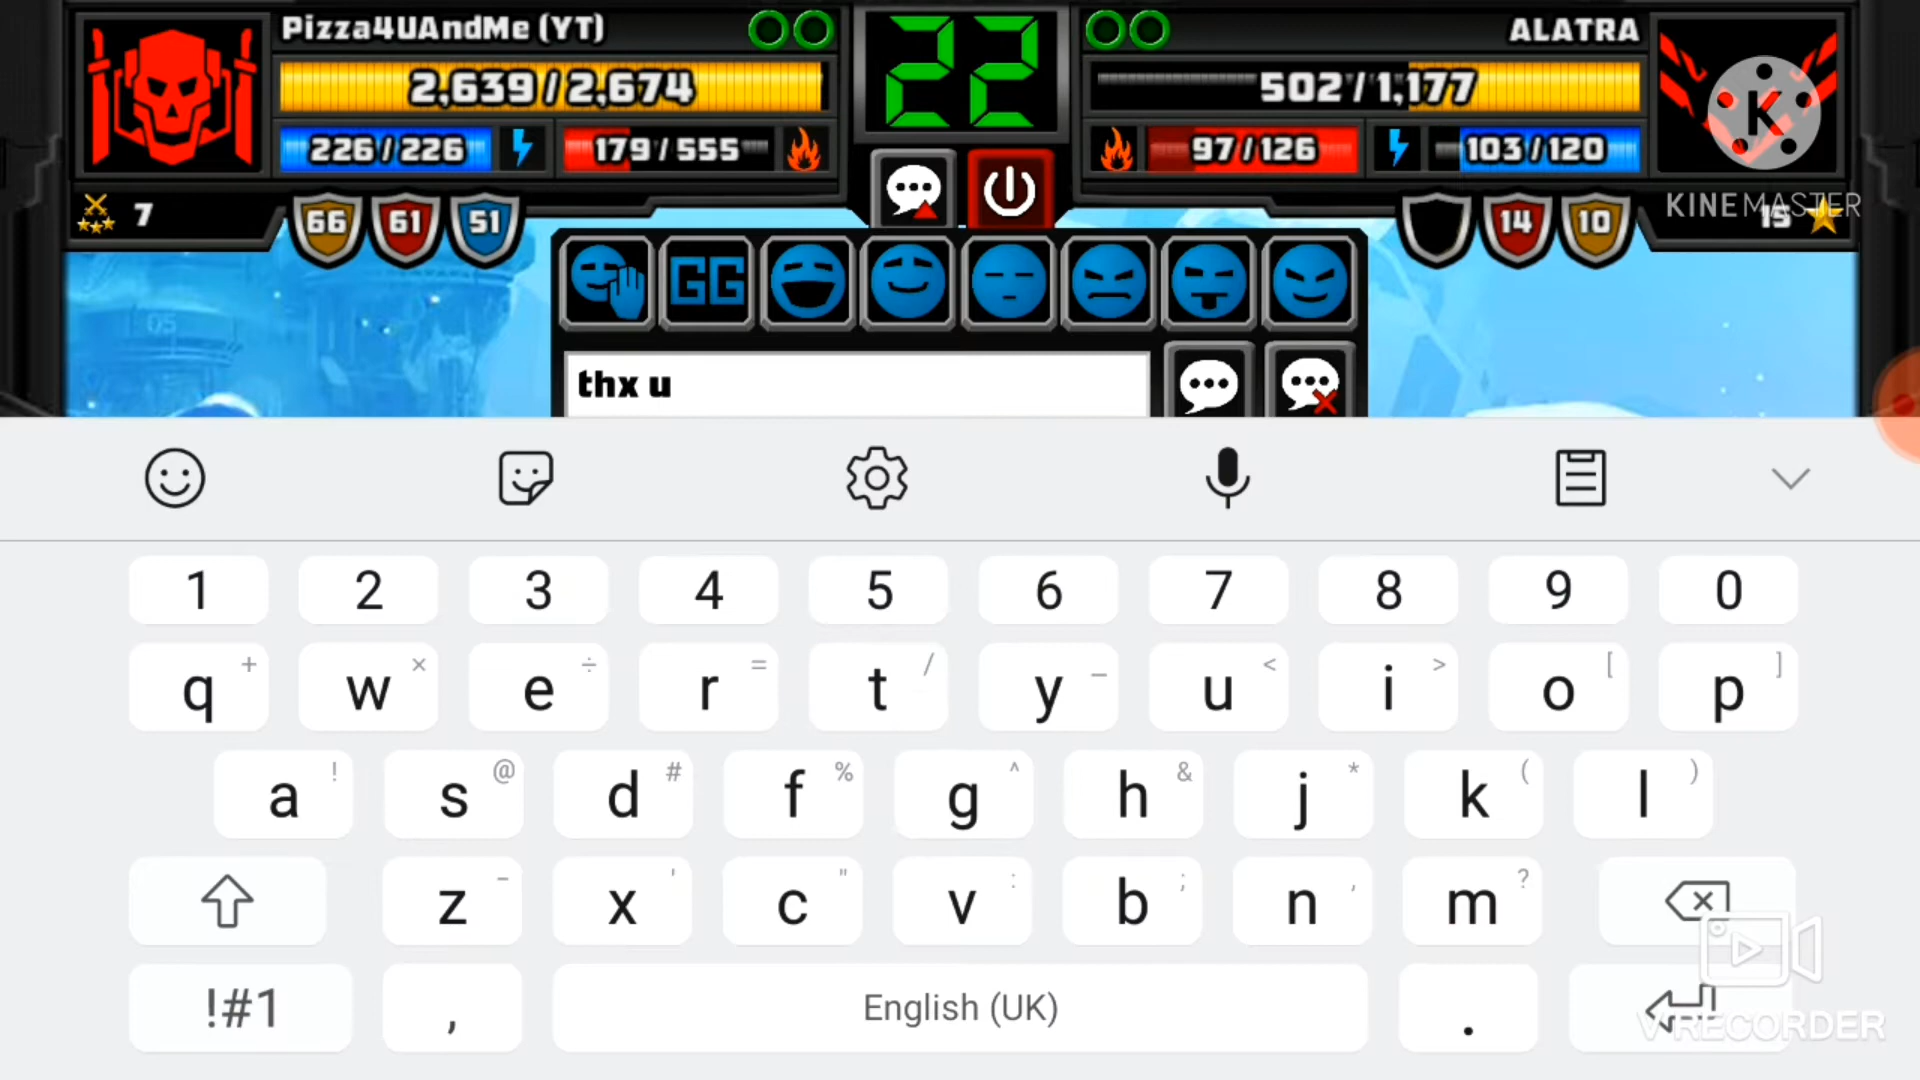 Pizza4UAndMe (YT)
2,639 / 2,674
226 / 226
179 / 555
7
66 61 51
22
ALATRA
502 / 1,177
97 / 126
103 / 120
14 10
15
K
KINEMASTER
GG
thx u
1 2 3 4 5 6 7 8 9 0
q + w × e ÷ r = t / y _ u < i > o [ p ]
a ! s @ d # f % g ^ h & j * k ( l )
z - x ' c " v : b ; n , m ?
!#1 , English (UK) .
VRECORDER